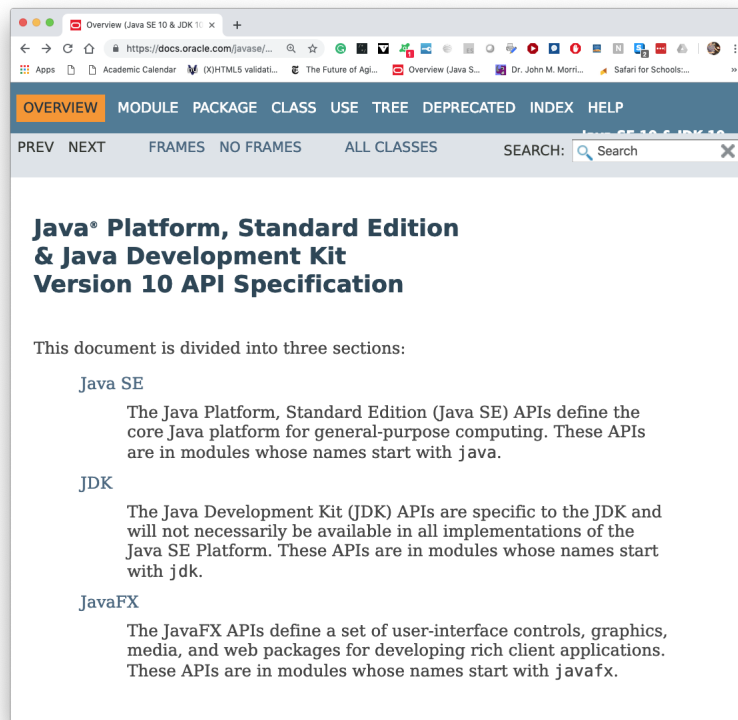 Overview (Java SE 10 & JDK 10
https://docs.oracle.com/javase/...
Apps Academic Calendar (X)HTML5 validati... The Future of Agi... Overview (Java S... Dr. John M. Morri... Safari for Schools:... »
OVERVIEW MODULE PACKAGE CLASS USE TREE DEPRECATED INDEX HELP
Java SE 10 & JDK 10
PREV NEXT FRAMES NO FRAMES ALL CLASSES SEARCH: Search
Java® Platform, Standard Edition
& Java Development Kit
Version 10 API Specification
This document is divided into three sections:
Java SE
The Java Platform, Standard Edition (Java SE) APIs define the
core Java platform for general-purpose computing. These APIs
are in modules whose names start with java.
JDK
The Java Development Kit (JDK) APIs are specific to the JDK and
will not necessarily be available in all implementations of the
Java SE Platform. These APIs are in modules whose names start
with jdk.
JavaFX
The JavaFX APIs define a set of user-interface controls, graphics,
media, and web packages for developing rich client applications.
These APIs are in modules whose names start with javafx.